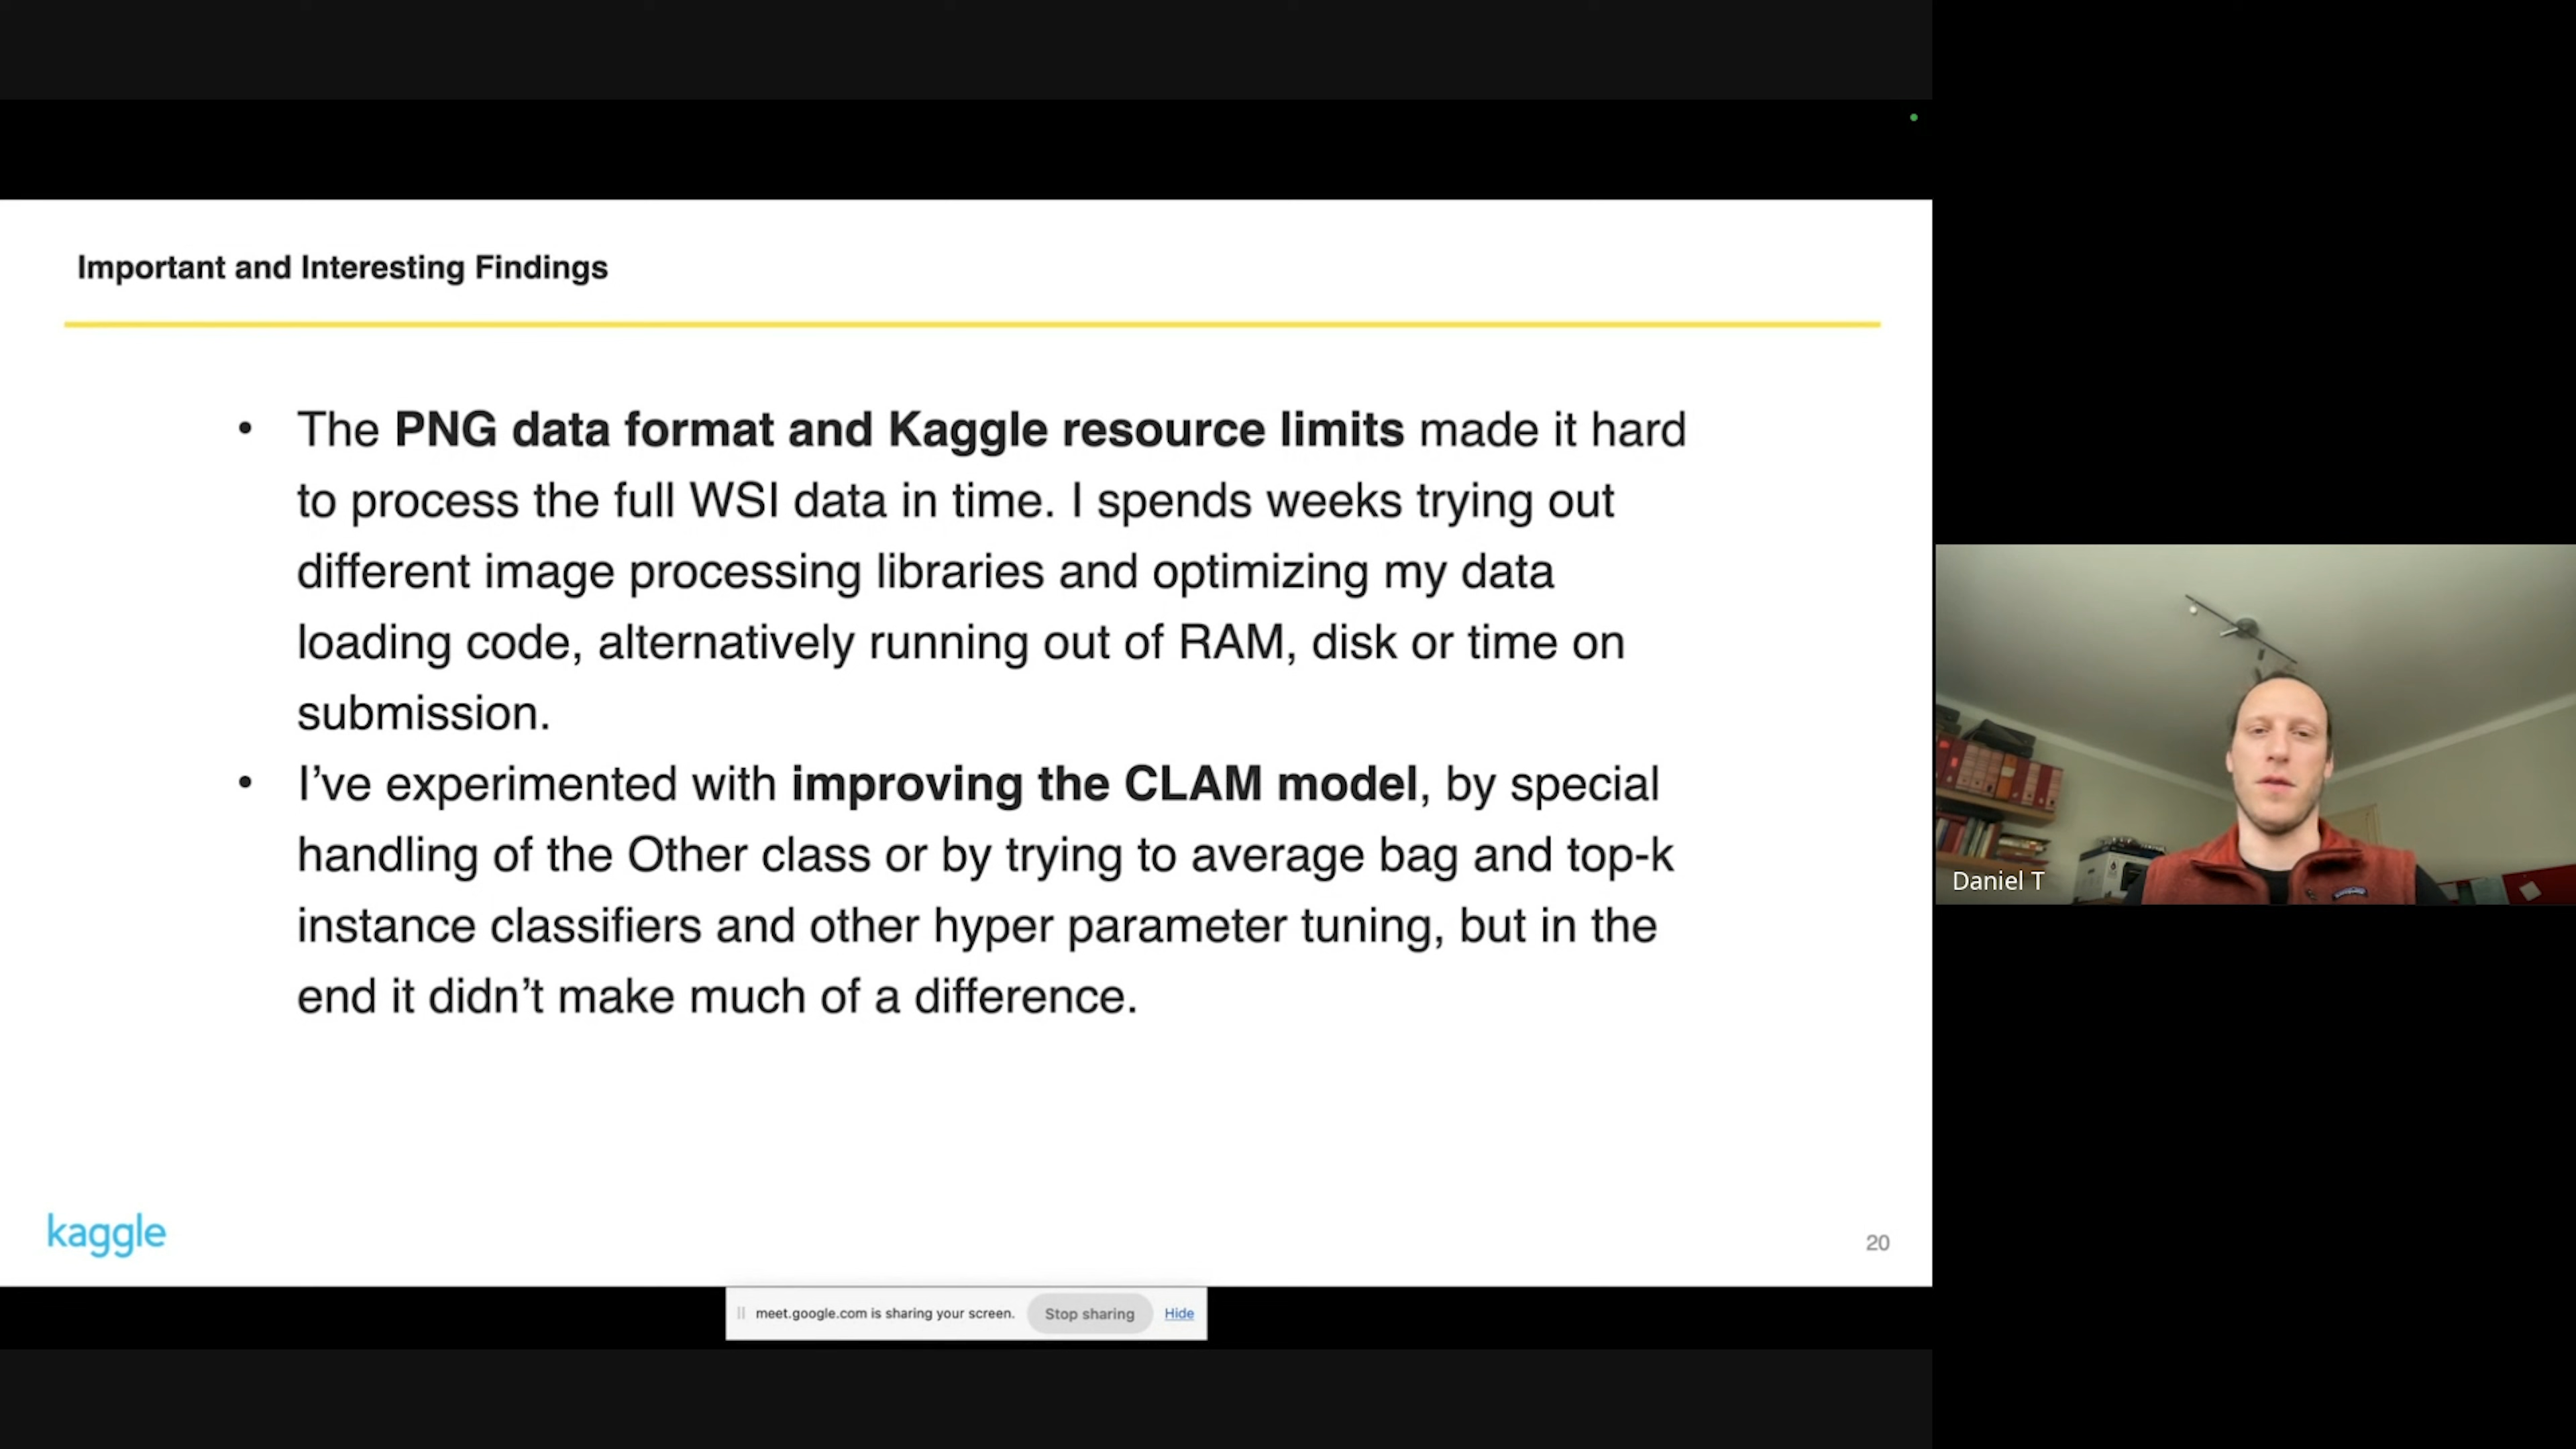 Important and Interesting Findings
• The PNG data format and Kaggle resource limits made it hard
to process the full WSI data in time. I spends weeks trying out
different image processing libraries and optimizing my data
loading code, alternatively running out of RAM, disk or time on
submission.
• I’ve experimented with improving the CLAM model, by special
handling of the Other class or by trying to average bag and top-k
instance classifiers and other hyper parameter tuning, but in the
end it didn’t make much of a difference.
kaggle
20
meet.google.com is sharing your screen. Stop sharing Hide
Daniel T